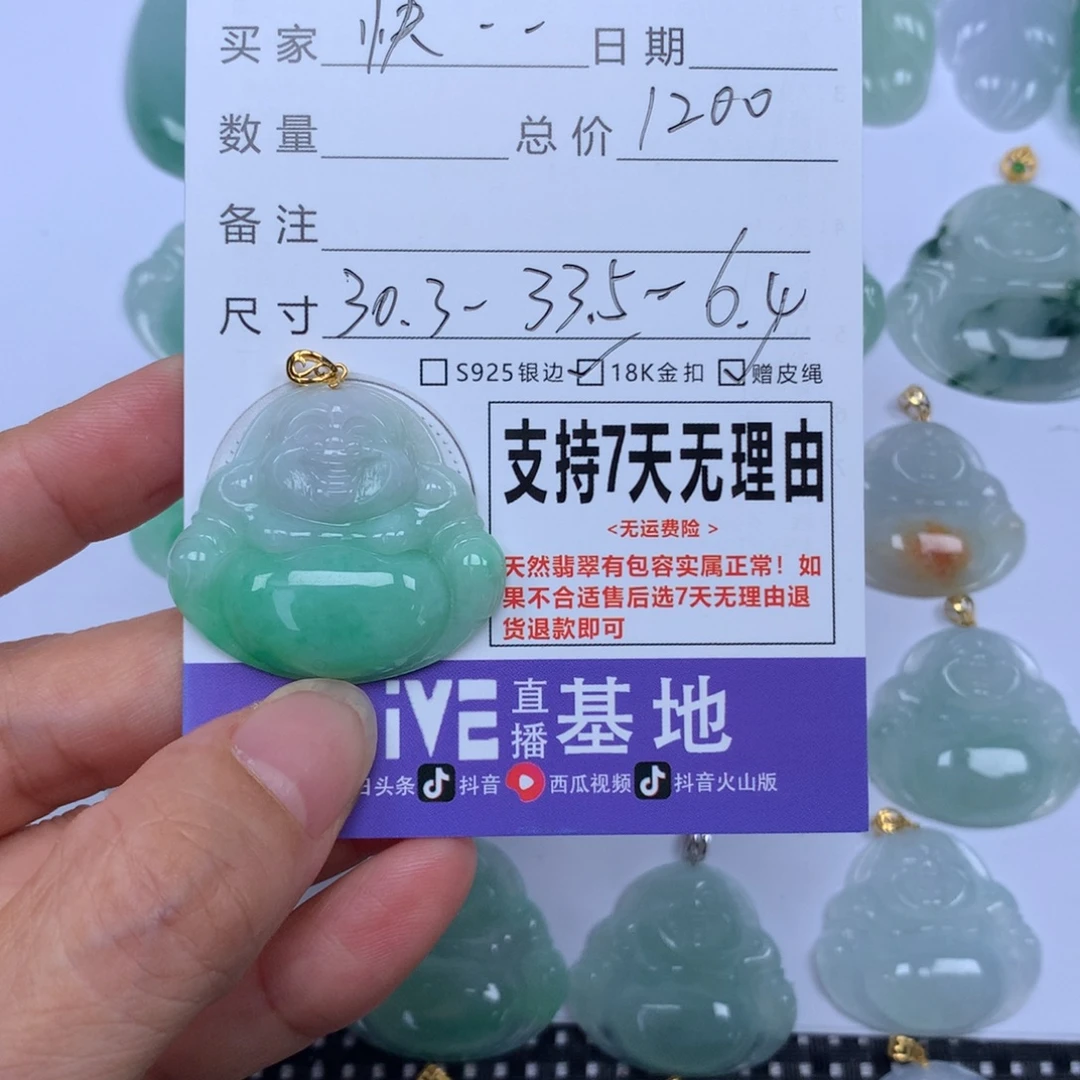 买家 快 -- 日期
数量 总价 1200
备注
尺寸 30.3- 33.5- 6.4
S925银边 18K金扣 赠皮绳
支持7天无理由
<无运费险 >
天然翡翠有包容实属正常！如
果不合适售后选7天无理由退
货退款即可
iVE 直播 基地
日头条 抖音 西瓜视频 抖音火山版